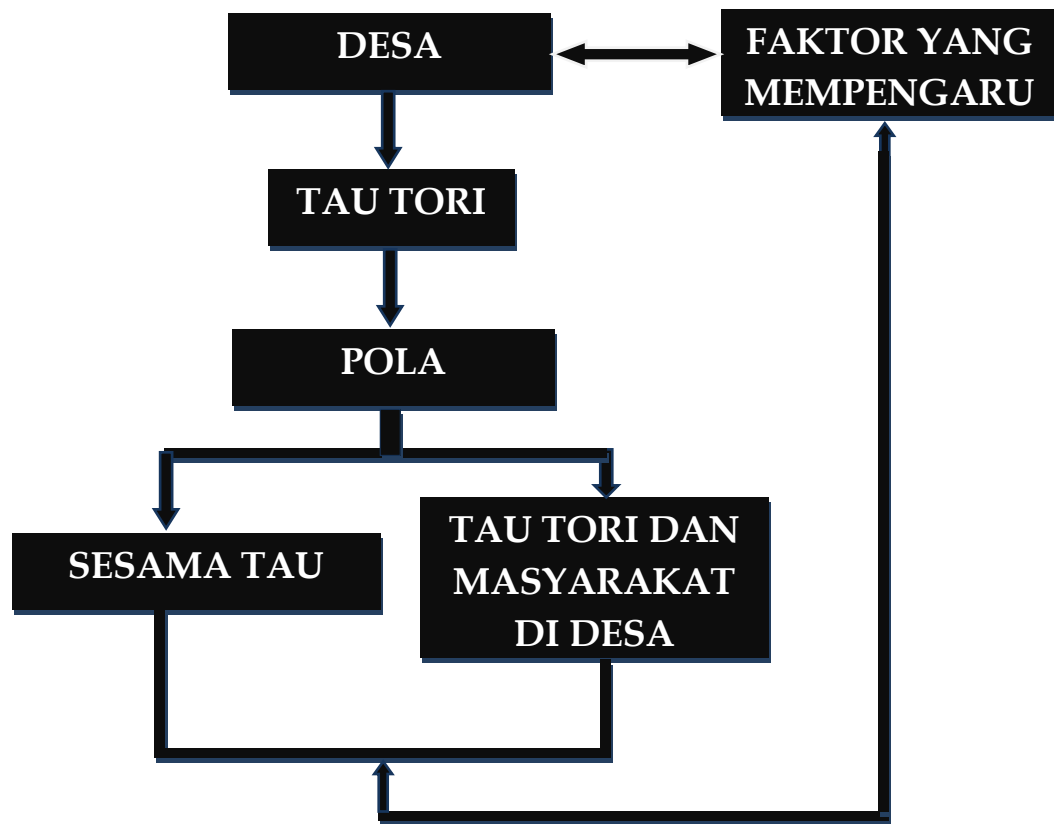 DESA
FAKTOR YANG
MEMPENGARU
TAU TORI
POLA
SESAMA TAU
TAU TORI DAN
MASYARAKAT
DI DESA